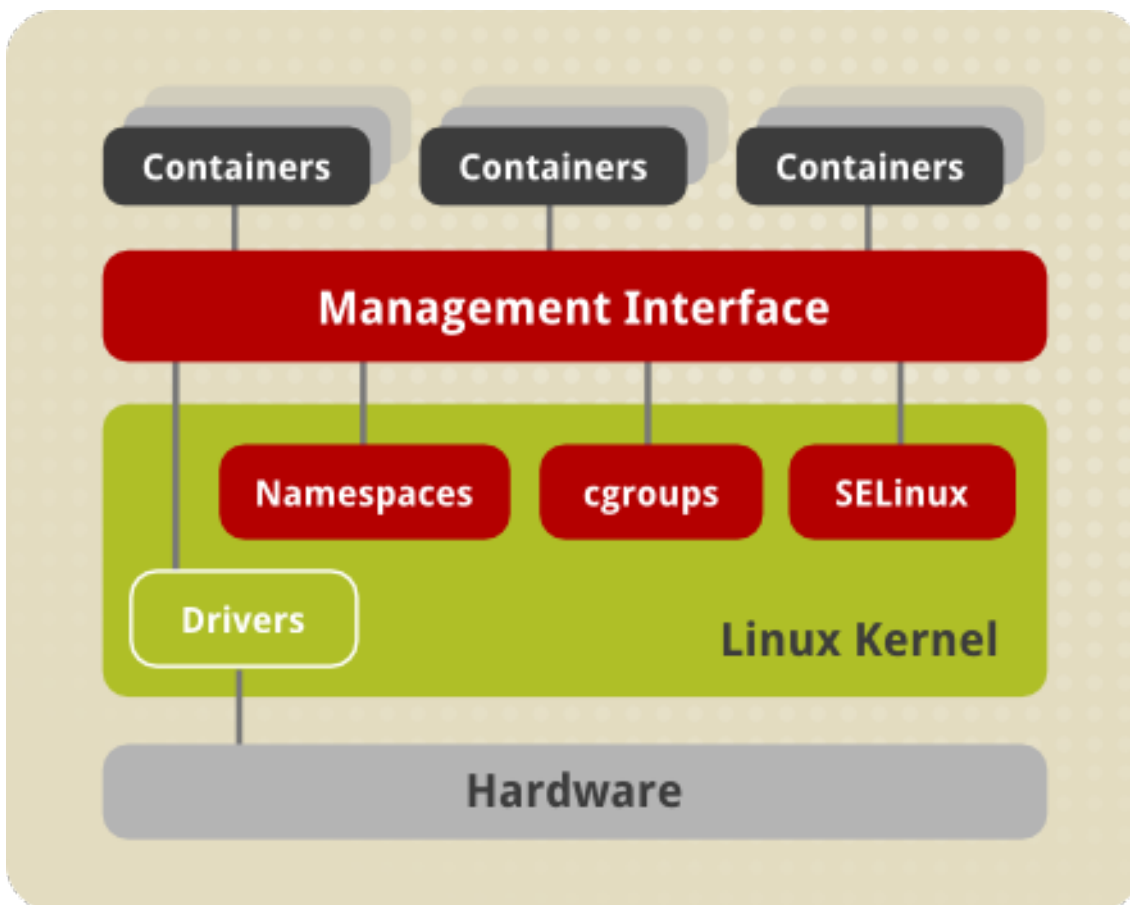 Containers
Containers
Containers
Management Interface
Namespaces
cgroups
SELinux
Drivers
Linux Kernel
Hardware